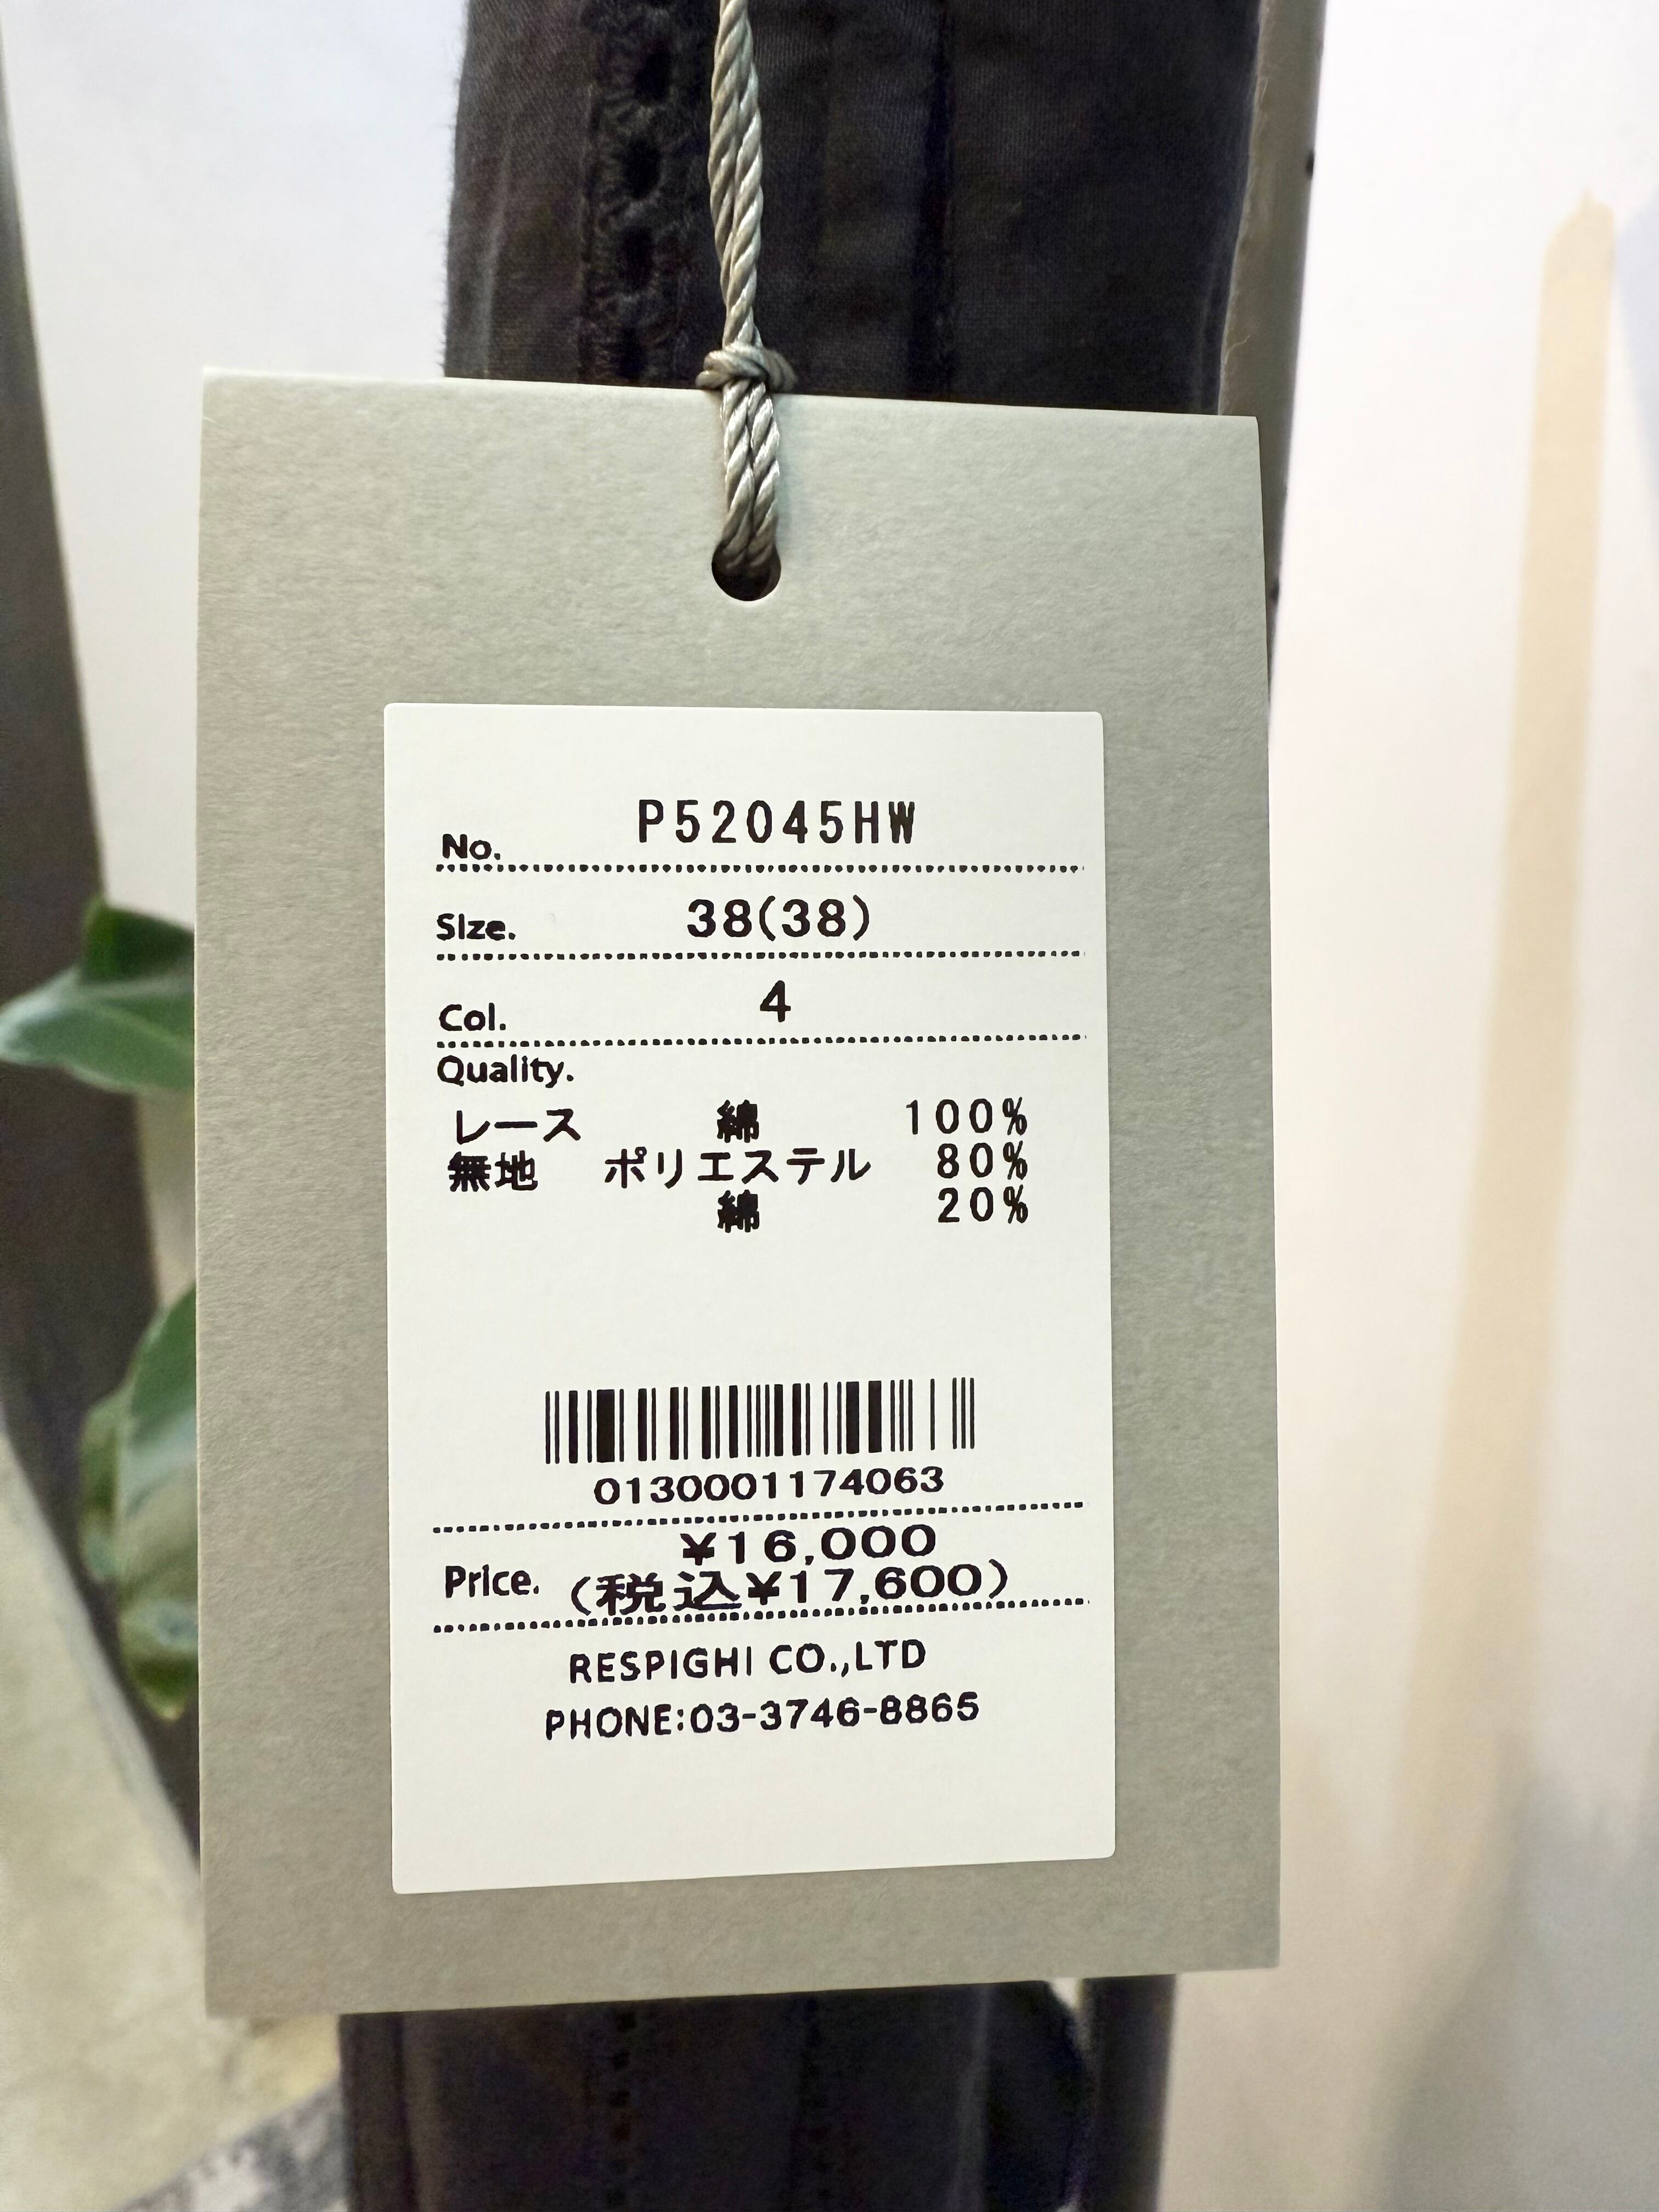 No. P52045HW
Size. 38(38)
Col. 4
Quality.
レース 綿 100%
無地 ポリエステル 80%
綿 20%
0130001174063
¥16,000
Price. (税込¥17,600)
RESPIGHI CO.,LTD
PHONE:03-3746-8865